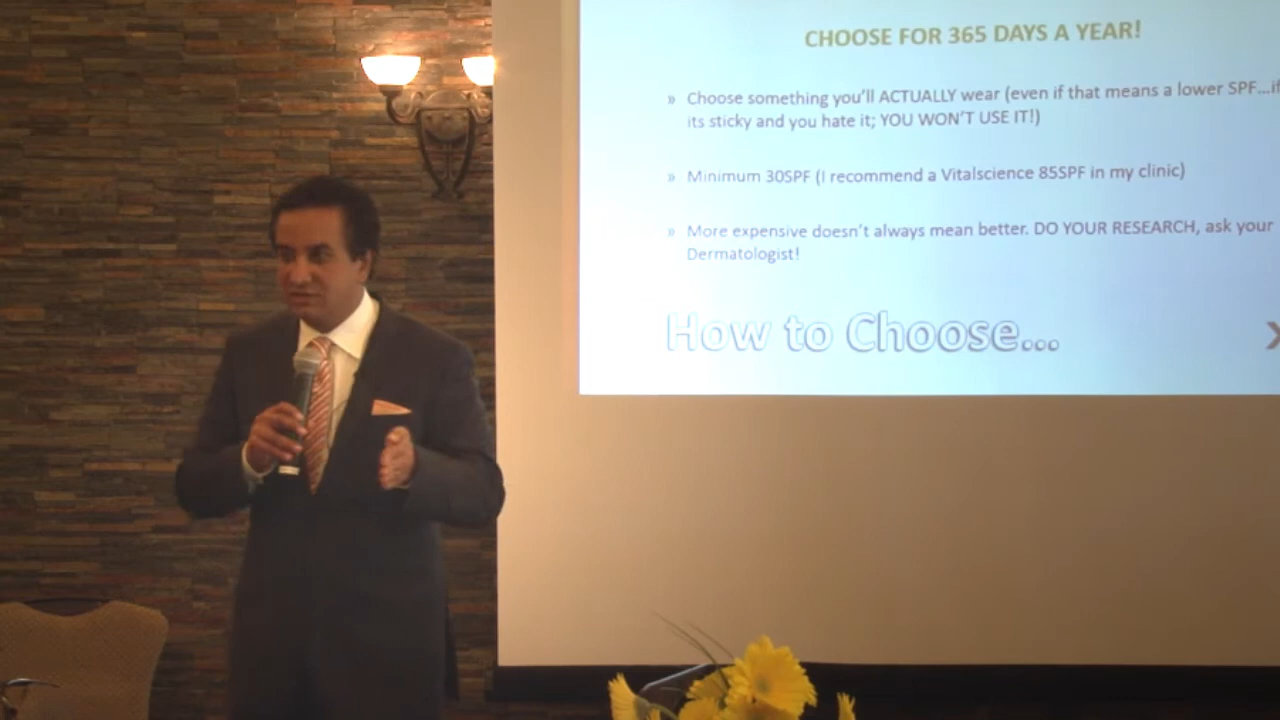 CHOOSE FOR 365 DAYS A YEAR!
» Choose something you'll ACTUALLY wear (even if that means a lower SPF...if
its sticky and you hate it; YOU WON'T USE IT!)
» Minimum 30SPF (I recommend a Vitalscience 85SPF in my clinic)
» More expensive doesn't always mean better. DO YOUR RESEARCH, ask your
Dermatologist!
How to Choose...